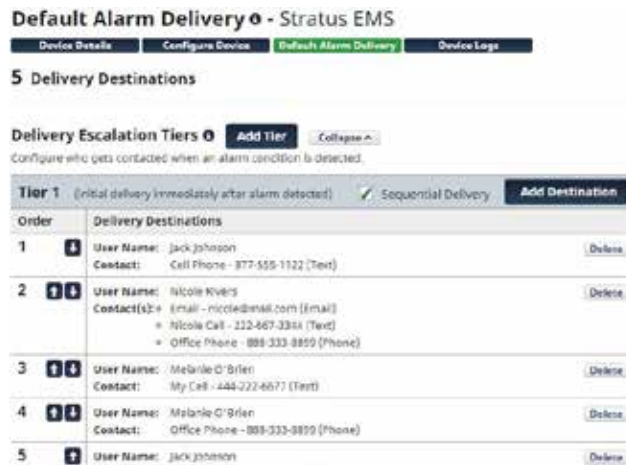 Default Alarm Delivery - Stratus EMS
Device Details Configure Device Default Alarm Delivery Device Logs
5 Delivery Destinations
Delivery Escalation Tiers Add Tier Collapse
Configure who gets contacted when an alarm condition is detected.
Tier 1 (initial delivery immediately after alarm detected) Sequential Delivery Add Destination
Order Delivery Destinations
1 User Name: Jack Johnson Delete
Contact: Cell Phone - 877-555-1122 (Text)
2 User Name: Nicole Rivers Delete
Contact(s): Email - nicole@mail.com (Email)
Nicole Cell - (Text)
Office Phone - 888-333-8899 (Phone)
3 User Name: Melanie O'Brien Delete
Contact: My Cell - 444-222-6677 (Text)
4 User Name: Melanie O'Brien Delete
Contact: Office Phone - 888-333-8899 (Phone)
5 User Name: Jack Johnson Delete